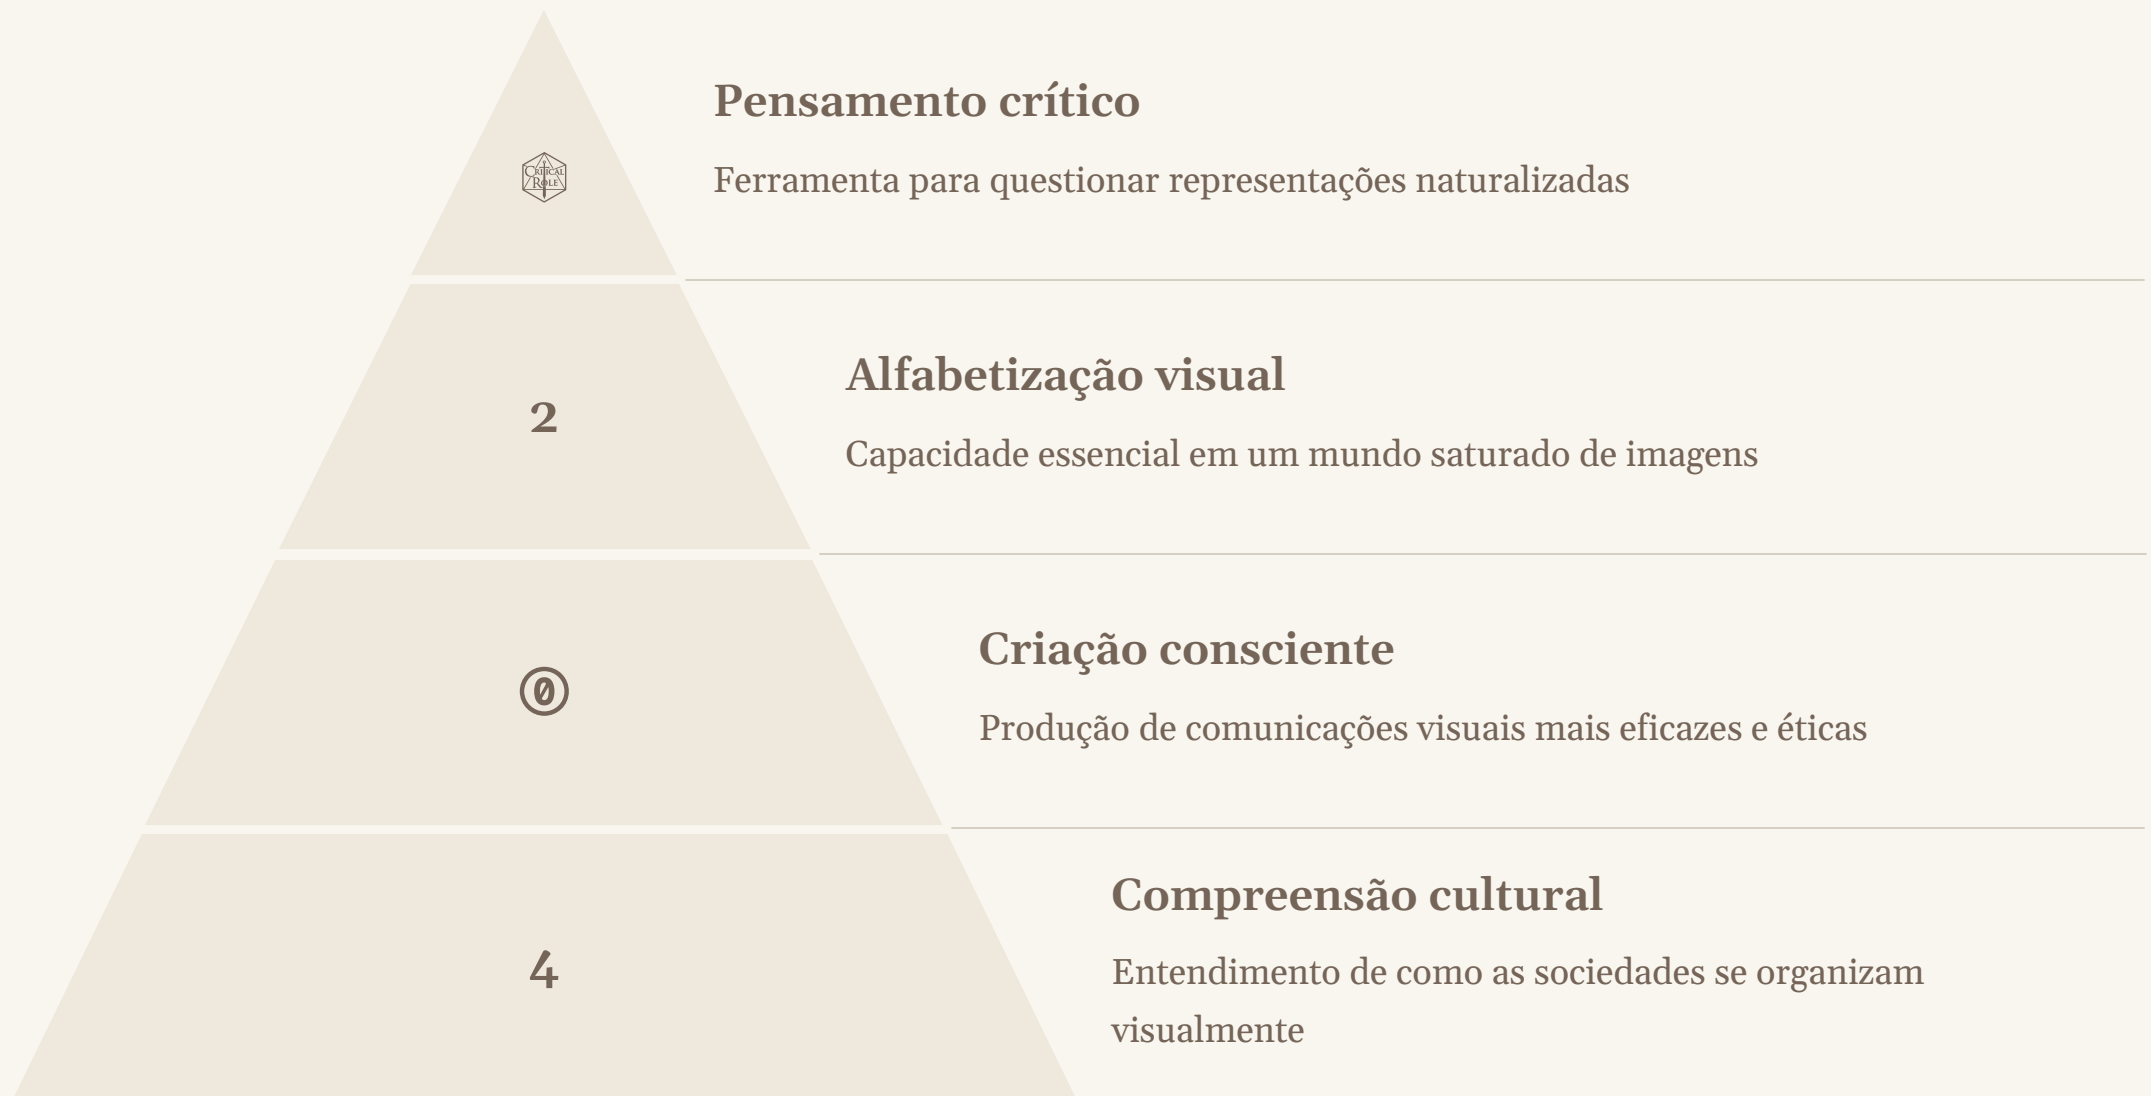 Pensamento crítico
Ferramenta para questionar representações naturalizadas
CRITICAL
ROLE
Alfabetização visual
2
Capacidade essencial em um mundo saturado de imagens
Criação consciente
0
Produção de comunicações visuais mais eficazes e éticas
Compreensão cultural
4
Entendimento de como as sociedades se organizam
visualmente